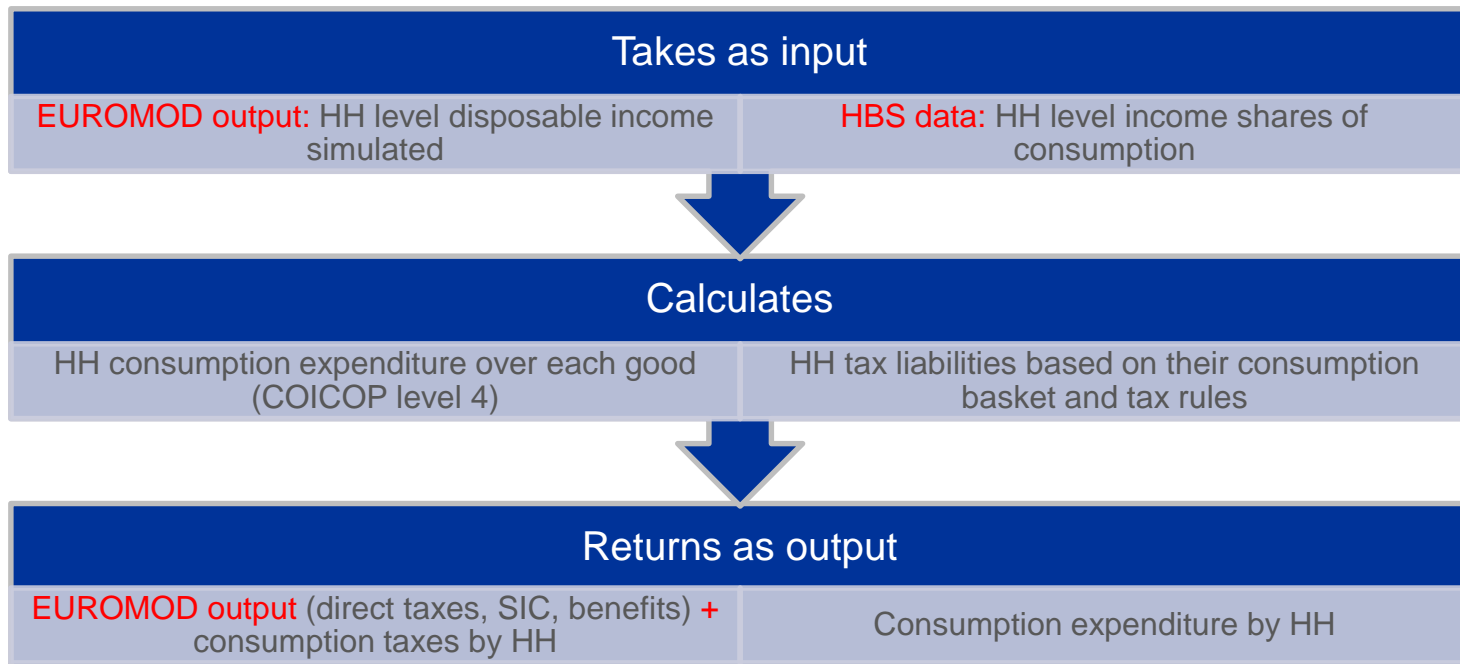 Takes as input
EUROMOD output: HH level disposable income
simulated
HBS data: HH level income shares of
consumption
Calculates
HH consumption expenditure over each good
(COICOP level 4)
HH tax liabilities based on their consumption
basket and tax rules
Returns as output
EUROMOD output (direct taxes, SIC, benefits) +
consumption taxes by HH
Consumption expenditure by HH